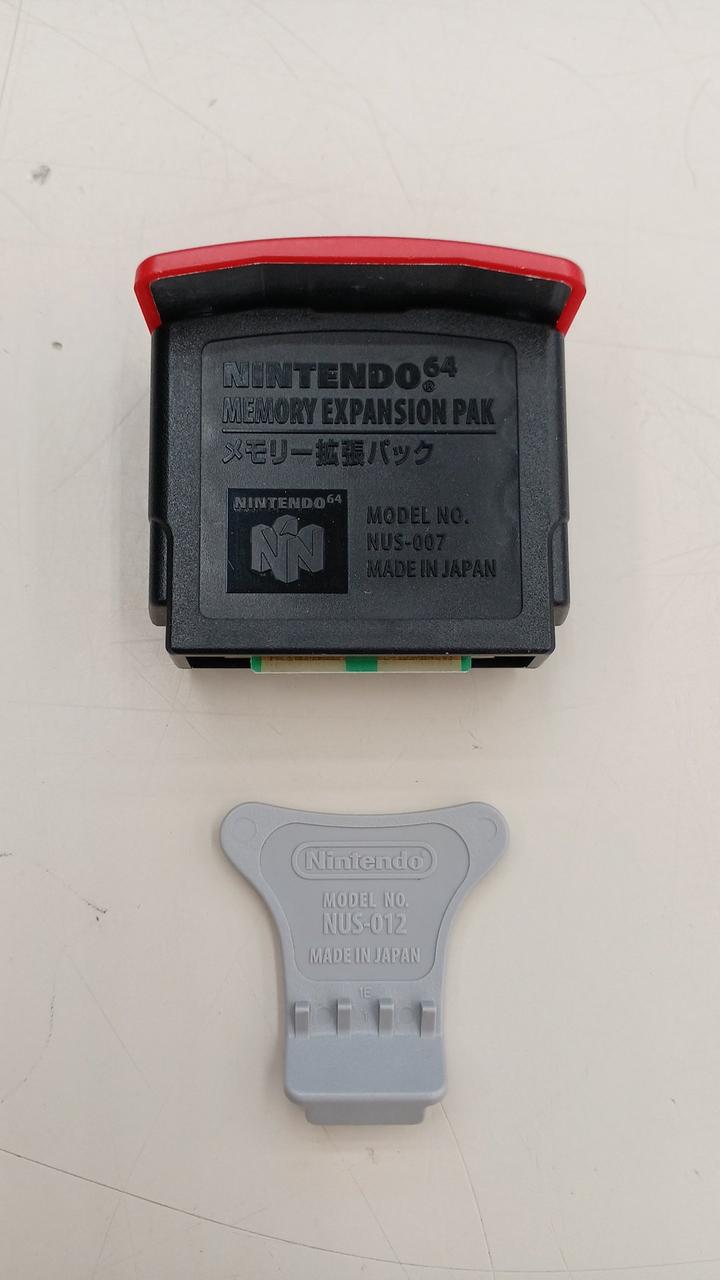 NINTENDO64®
MEMORY EXPANSION PAK
メモリー拡張パック
NINTENDO64
N
MODEL NO.
NUS-007
MADE IN JAPAN
Nintendo®
MODEL NO.
NUS-012
MADE IN JAPAN
1E